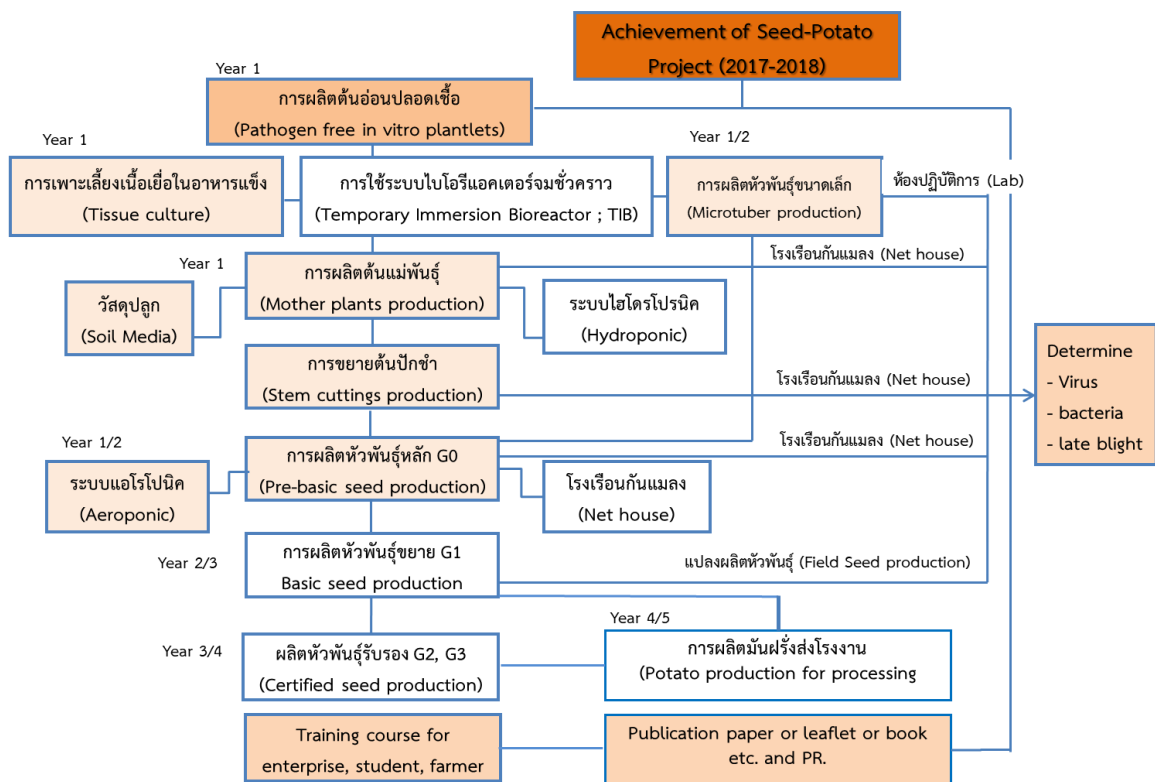 Achievement of Seed-Potato
Project (2017-2018)
Year 1
การผลิตต้นอ่อนปลอดเชื้อ
(Pathogen free in vitro plantlets)
Year 1
การเพาะเลี้ยงเนื้อเยื่อในอาหารแข็ง
(Tissue culture)
การใช้ระบบไบโอรีแอคเตอร์จมชั่วคราว
(Temporary Immersion Bioreactor ; TIB)
Year 1/2
การผลิตหัวพันธุ์ขนาดเล็ก
(Microtuber production)
ห้องปฏิบัติการ (Lab)
Year 1
การผลิตต้นแม่พันธุ์
(Mother plants production)
โรงเรือนกันแมลง (Net house)
วัสดุปลูก
(Soil Media)
ระบบไฮโดรโปรนิค
(Hydroponic)
การขยายต้นปักชำ
(Stem cuttings production)
โรงเรือนกันแมลง (Net house)
Determine
- Virus
- bacteria
- late blight
Year 1/2
การผลิตหัวพันธุ์หลัก G0
(Pre-basic seed production)
โรงเรือนกันแมลง (Net house)
ระบบแอโรโปนิค
(Aeroponic)
โรงเรือนกันแมลง
(Net house)
Year 2/3
การผลิตหัวพันธุ์ขยาย G1
Basic seed production
แปลงผลิตหัวพันธุ์ (Field Seed production)
Year 3/4
ผลิตหัวพันธุ์รับรอง G2, G3
(Certified seed production)
Year 4/5
การผลิตมันฝรั่งส่งโรงงาน
(Potato production for processing
Training course for
enterprise, student, farmer
Publication paper or leaflet or book
etc. and PR.